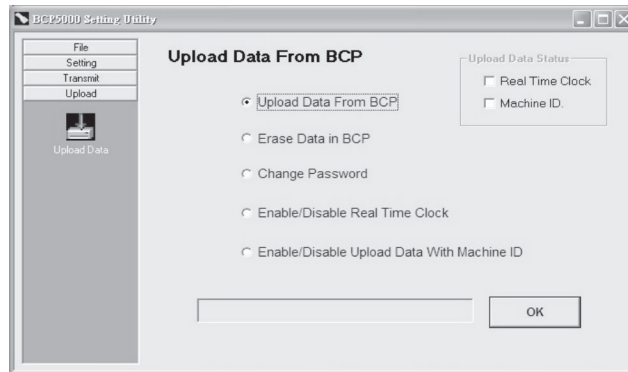 BCP5000 Setting Utility
File
Setting
Transmit
Upload
Upload Data
Upload Data From BCP
Upload Data Status
Real Time Clock
Machine ID.
Upload Data From BCP
Erase Data in BCP
Change Password
Enable/Disable Real Time Clock
Enable/Disable Upload Data With Machine ID
OK